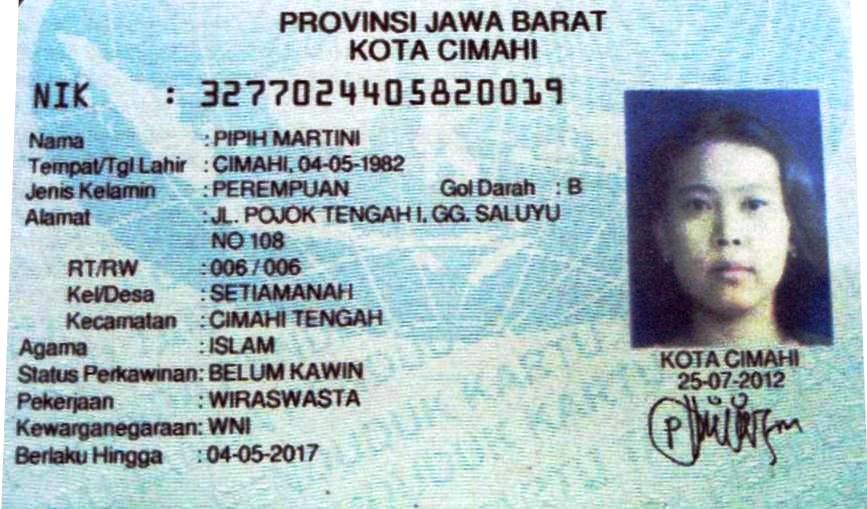 PROVINSI JAWA BARAT
KOTA CIMAHI
NIK : 3277024405820019
Nama : PIPIH MARTINI
Tempat/Tgl Lahir : CIMAHI, 04-05-1982
Jenis Kelamin : PEREMPUAN Gol Darah : B
Alamat : JL. POJOK TENGAH I, GG. SALUYU
NO 108
RT/RW : 006 / 006
Kel/Desa : SETIAMANAH
Kecamatan : CIMAHI TENGAH
Agama : ISLAM
Status Perkawinan: BELUM KAWIN
Pekerjaan : WIRASWASTA
Kewarganegaraan: WNI
Berlaku Hingga : 04-05-2017
KOTA CIMAHI
25-07-2012